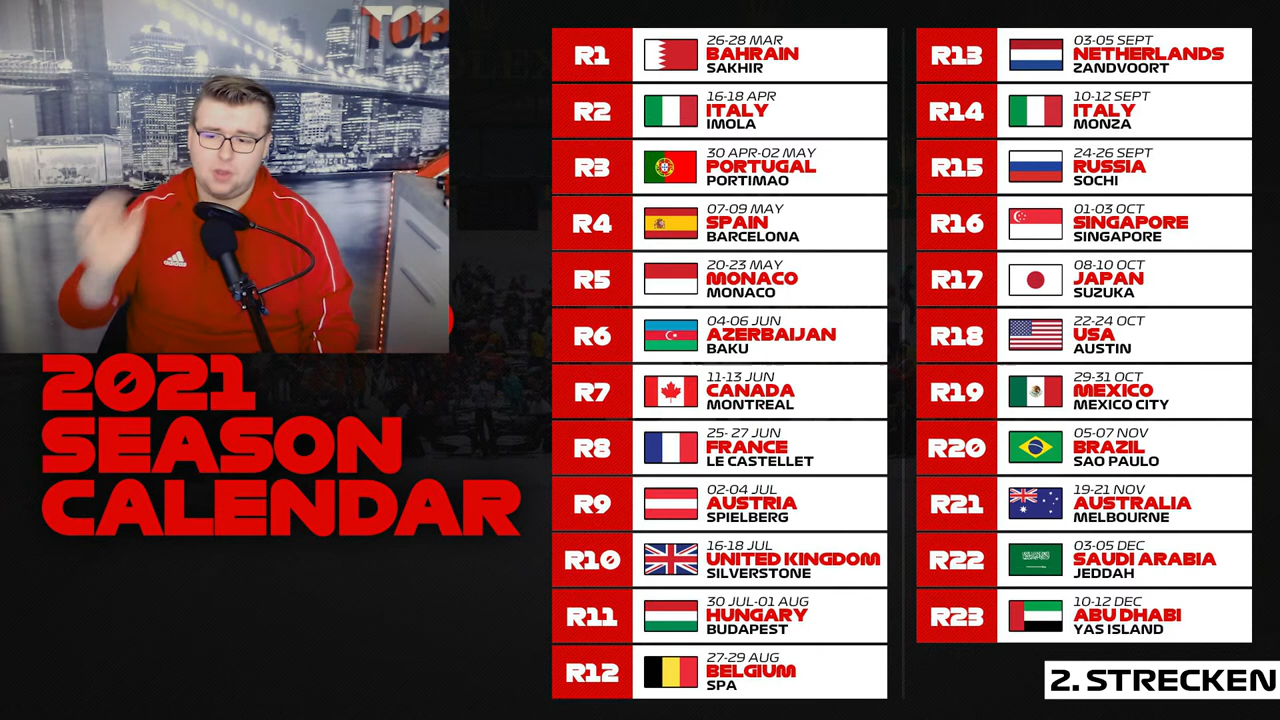 TOP
2021
SEASON
CALENDAR
R1
26-28 MAR
BAHRAIN
SAKHIR
R2
16-18 APR
ITALY
IMOLA
R3
30 APR-02 MAY
PORTUGAL
PORTIMAO
R4
07-09 MAY
SPAIN
BARCELONA
R5
20-23 MAY
MONACO
MONACO
R6
04-06 JUN
AZERBAIJAN
BAKU
R7
11-13 JUN
CANADA
MONTREAL
R8
25- 27 JUN
FRANCE
LE CASTELLET
R9
02-04 JUL
AUSTRIA
SPIELBERG
R10
16-18 JUL
UNITED KINGDOM
SILVERSTONE
R11
30 JUL-01 AUG
HUNGARY
BUDAPEST
R12
27-29 AUG
BELGIUM
SPA
R13
03-05 SEPT
NETHERLANDS
ZANDVOORT
R14
10-12 SEPT
ITALY
MONZA
R15
24-26 SEPT
RUSSIA
SOCHI
R16
01-03 OCT
SINGAPORE
SINGAPORE
R17
08-10 OCT
JAPAN
SUZUKA
R18
22-24 OCT
USA
AUSTIN
R19
29-31 OCT
MEXICO
MEXICO CITY
R20
05-07 NOV
BRAZIL
SAO PAULO
R21
19-21 NOV
AUSTRALIA
MELBOURNE
R22
03-05 DEC
SAUDI ARABIA
JEDDAH
R23
10-12 DEC
ABU DHABI
YAS ISLAND
2. STRECKEN